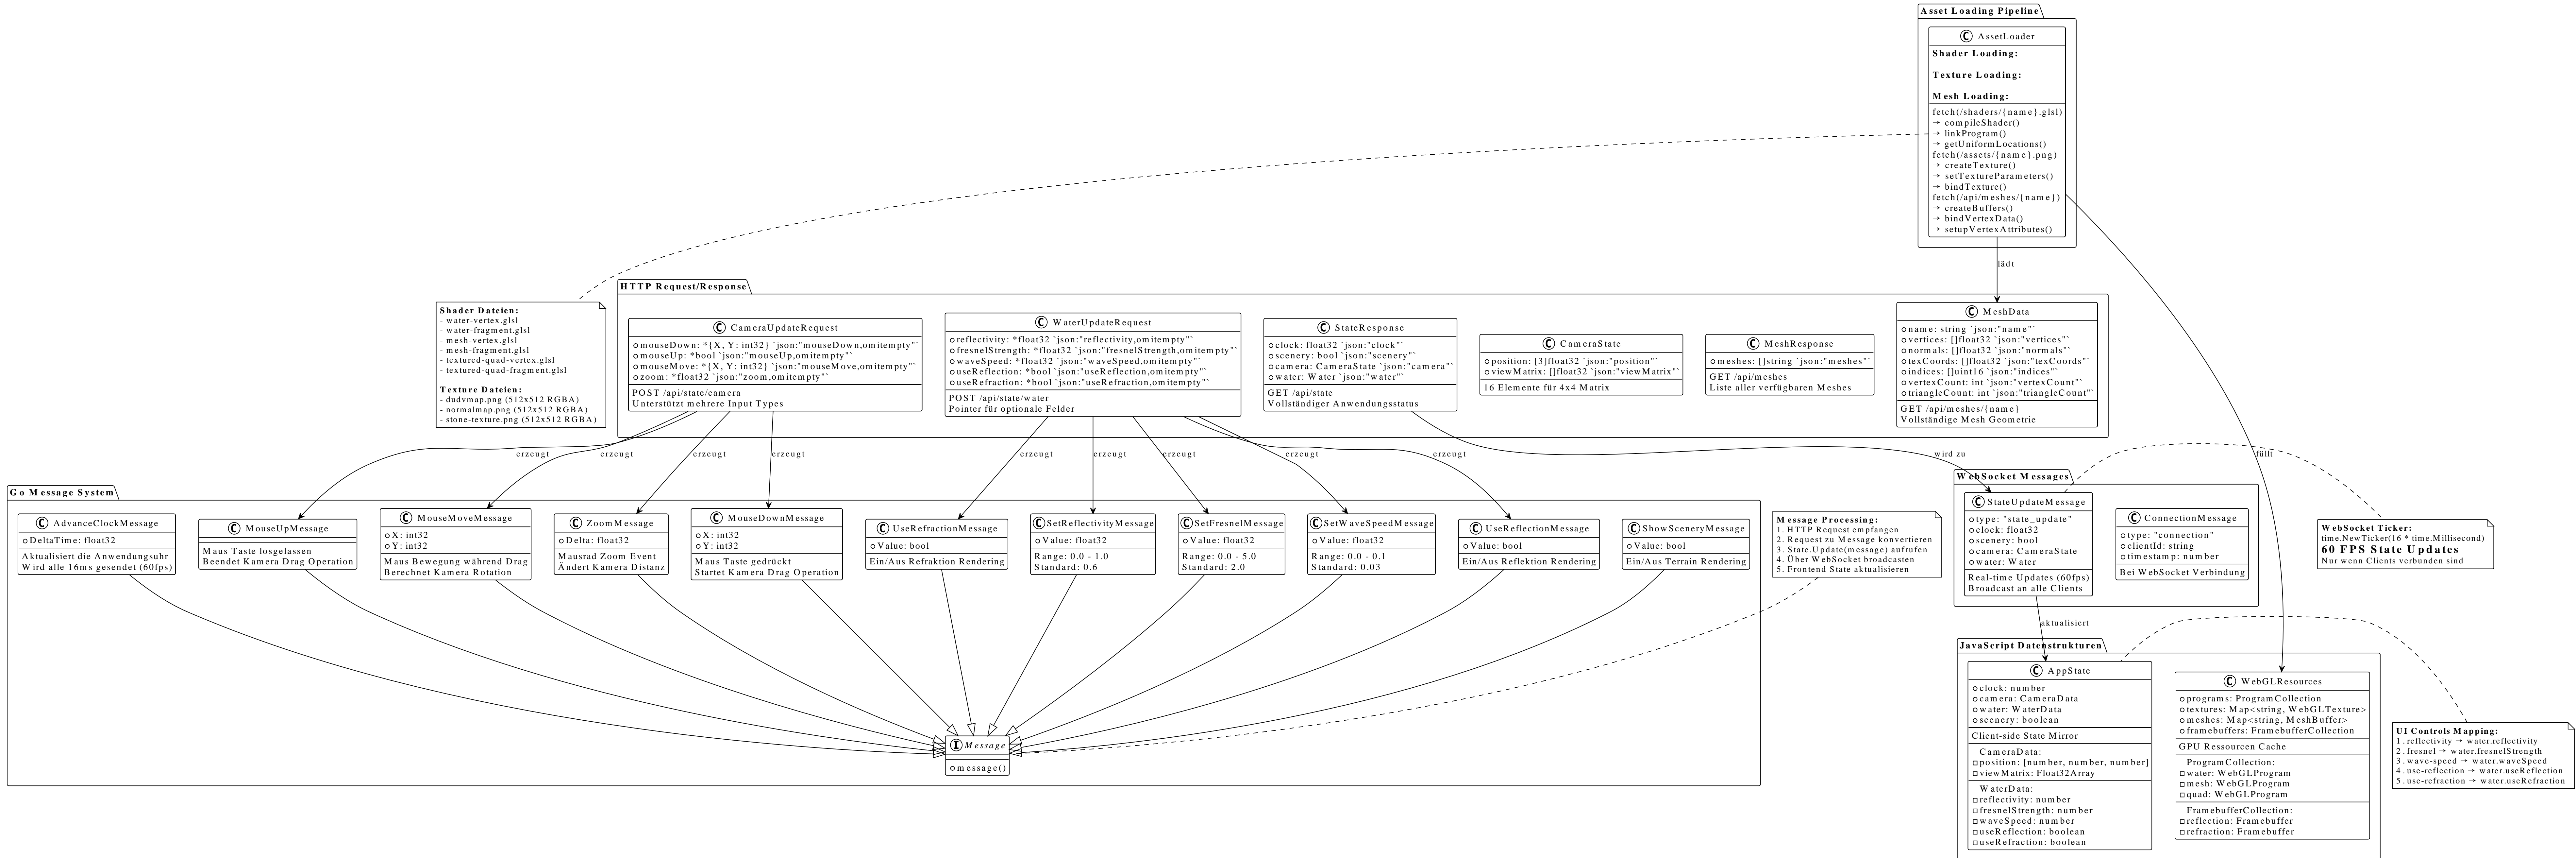 Asset Loading Pipeline
AssetLoader
Shader Loading:
Texture Loading:
Mesh Loading:
fetch(/shaders/{name}.glsl)
→ compileShader()
→ linkProgram()
→ getUniformLocations()
fetch(/assets/{name}.png)
→ createTexture()
→ setTextureParameters()
→ bindTexture()
fetch(/api/meshes/{name})
→ createBuffers()
→ bindVertexData()
→ setupVertexAttributes()
lädt
Shader Dateien:
- water-vertex.glsl
- water-fragment.glsl
- mesh-vertex.glsl
- mesh-fragment.glsl
- textured-quad-vertex.glsl
- textured-quad-fragment.glsl
Texture Dateien:
- dudvmap.png (512x512 RGBA)
- normalmap.png (512x512 RGBA)
- stone-texture.png (512x512 RGBA)
HTTP Request/Response
CameraUpdateRequest
mouseDown: *{X, Y: int32} `json:"mouseDown,omitempty"`
mouseUp: *bool `json:"mouseUp,omitempty"`
mouseMove: *{X, Y: int32} `json:"mouseMove,omitempty"`
zoom: *float32 `json:"zoom,omitempty"`
POST /api/state/camera
Unterstützt mehrere Input Types
WaterUpdateRequest
reflectivity: *float32 `json:"reflectivity,omitempty"`
fresnelStrength: *float32 `json:"fresnelStrength,omitempty"`
waveSpeed: *float32 `json:"waveSpeed,omitempty"`
useReflection: *bool `json:"useReflection,omitempty"`
useRefraction: *bool `json:"useRefraction,omitempty"`
POST /api/state/water
Pointer für optionale Felder
StateResponse
clock: float32 `json:"clock"`
scenery: bool `json:"scenery"`
camera: CameraState `json:"camera"`
water: Water `json:"water"`
GET /api/state
Vollständiger Anwendungsstatus
CameraState
position: [3]float32 `json:"position"`
viewMatrix: []float32 `json:"viewMatrix"`
16 Elemente für 4x4 Matrix
MeshResponse
meshes: []string `json:"meshes"`
GET /api/meshes
Liste aller verfügbaren Meshes
MeshData
name: string `json:"name"`
vertices: []float32 `json:"vertices"`
normals: []float32 `json:"normals"`
texCoords: []float32 `json:"texCoords"`
indices: []uint16 `json:"indices"`
vertexCount: int `json:"vertexCount"`
triangleCount: int `json:"triangleCount"`
GET /api/meshes/{name}
Vollständige Mesh Geometrie
erzeugt
erzeugt
erzeugt
erzeugt
erzeugt
erzeugt
erzeugt
erzeugt
erzeugt
wird zu
füllt
Go Message System
AdvanceClockMessage
DeltaTime: float32
Aktualisiert die Anwendungsuhr
Wird alle 16ms gesendet (60fps)
MouseUpMessage
Maus Taste losgelassen
Beendet Kamera Drag Operation
MouseMoveMessage
X: int32
Y: int32
Maus Bewegung während Drag
Berechnet Kamera Rotation
ZoomMessage
Delta: float32
Mausrad Zoom Event
Ändert Kamera Distanz
MouseDownMessage
X: int32
Y: int32
Maus Taste gedrückt
Startet Kamera Drag Operation
UseRefractionMessage
Value: bool
Ein/Aus Refraktion Rendering
SetReflectivityMessage
Value: float32
Range: 0.0 - 1.0
Standard: 0.6
SetFresnelMessage
Value: float32
Range: 0.0 - 5.0
Standard: 2.0
SetWaveSpeedMessage
Value: float32
Range: 0.0 - 0.1
Standard: 0.03
UseReflectionMessage
Value: bool
Ein/Aus Reflektion Rendering
ShowSceneryMessage
Value: bool
Ein/Aus Terrain Rendering
Message Processing:
1. HTTP Request empfangen
2. Request zu Message konvertieren
3. State.Update(message) aufrufen
4. Über WebSocket broadcasten
5. Frontend State aktualisieren
WebSocket Messages
StateUpdateMessage
type: "state_update"
clock: float32
scenery: bool
camera: CameraState
water: Water
Real-time Updates (60fps)
Broadcast an alle Clients
ConnectionMessage
type: "connection"
clientId: string
timestamp: number
Bei WebSocket Verbindung
WebSocket Ticker:
time.NewTicker(16 * time.Millisecond)
60 FPS State Updates
Nur wenn Clients verbunden sind
aktualisiert
Message
message()
JavaScript Datenstrukturen
AppState
clock: number
camera: CameraData
water: WaterData
scenery: boolean
Client-side State Mirror
CameraData:
position: [number, number, number]
viewMatrix: Float32Array
WaterData:
reflectivity: number
fresnelStrength: number
waveSpeed: number
useReflection: boolean
useRefraction: boolean
WebGLResources
programs: ProgramCollection
textures: Map<string, WebGLTexture>
meshes: Map<string, MeshBuffer>
framebuffers: FramebufferCollection
GPU Ressourcen Cache
ProgramCollection:
water: WebGLProgram
mesh: WebGLProgram
quad: WebGLProgram
FramebufferCollection:
reflection: Framebuffer
refraction: Framebuffer
UI Controls Mapping:
1. reflectivity → water.reflectivity
2. fresnel → water.fresnelStrength
3. wave-speed → water.waveSpeed
4. use-reflection → water.useReflection
5. use-refraction → water.useRefraction